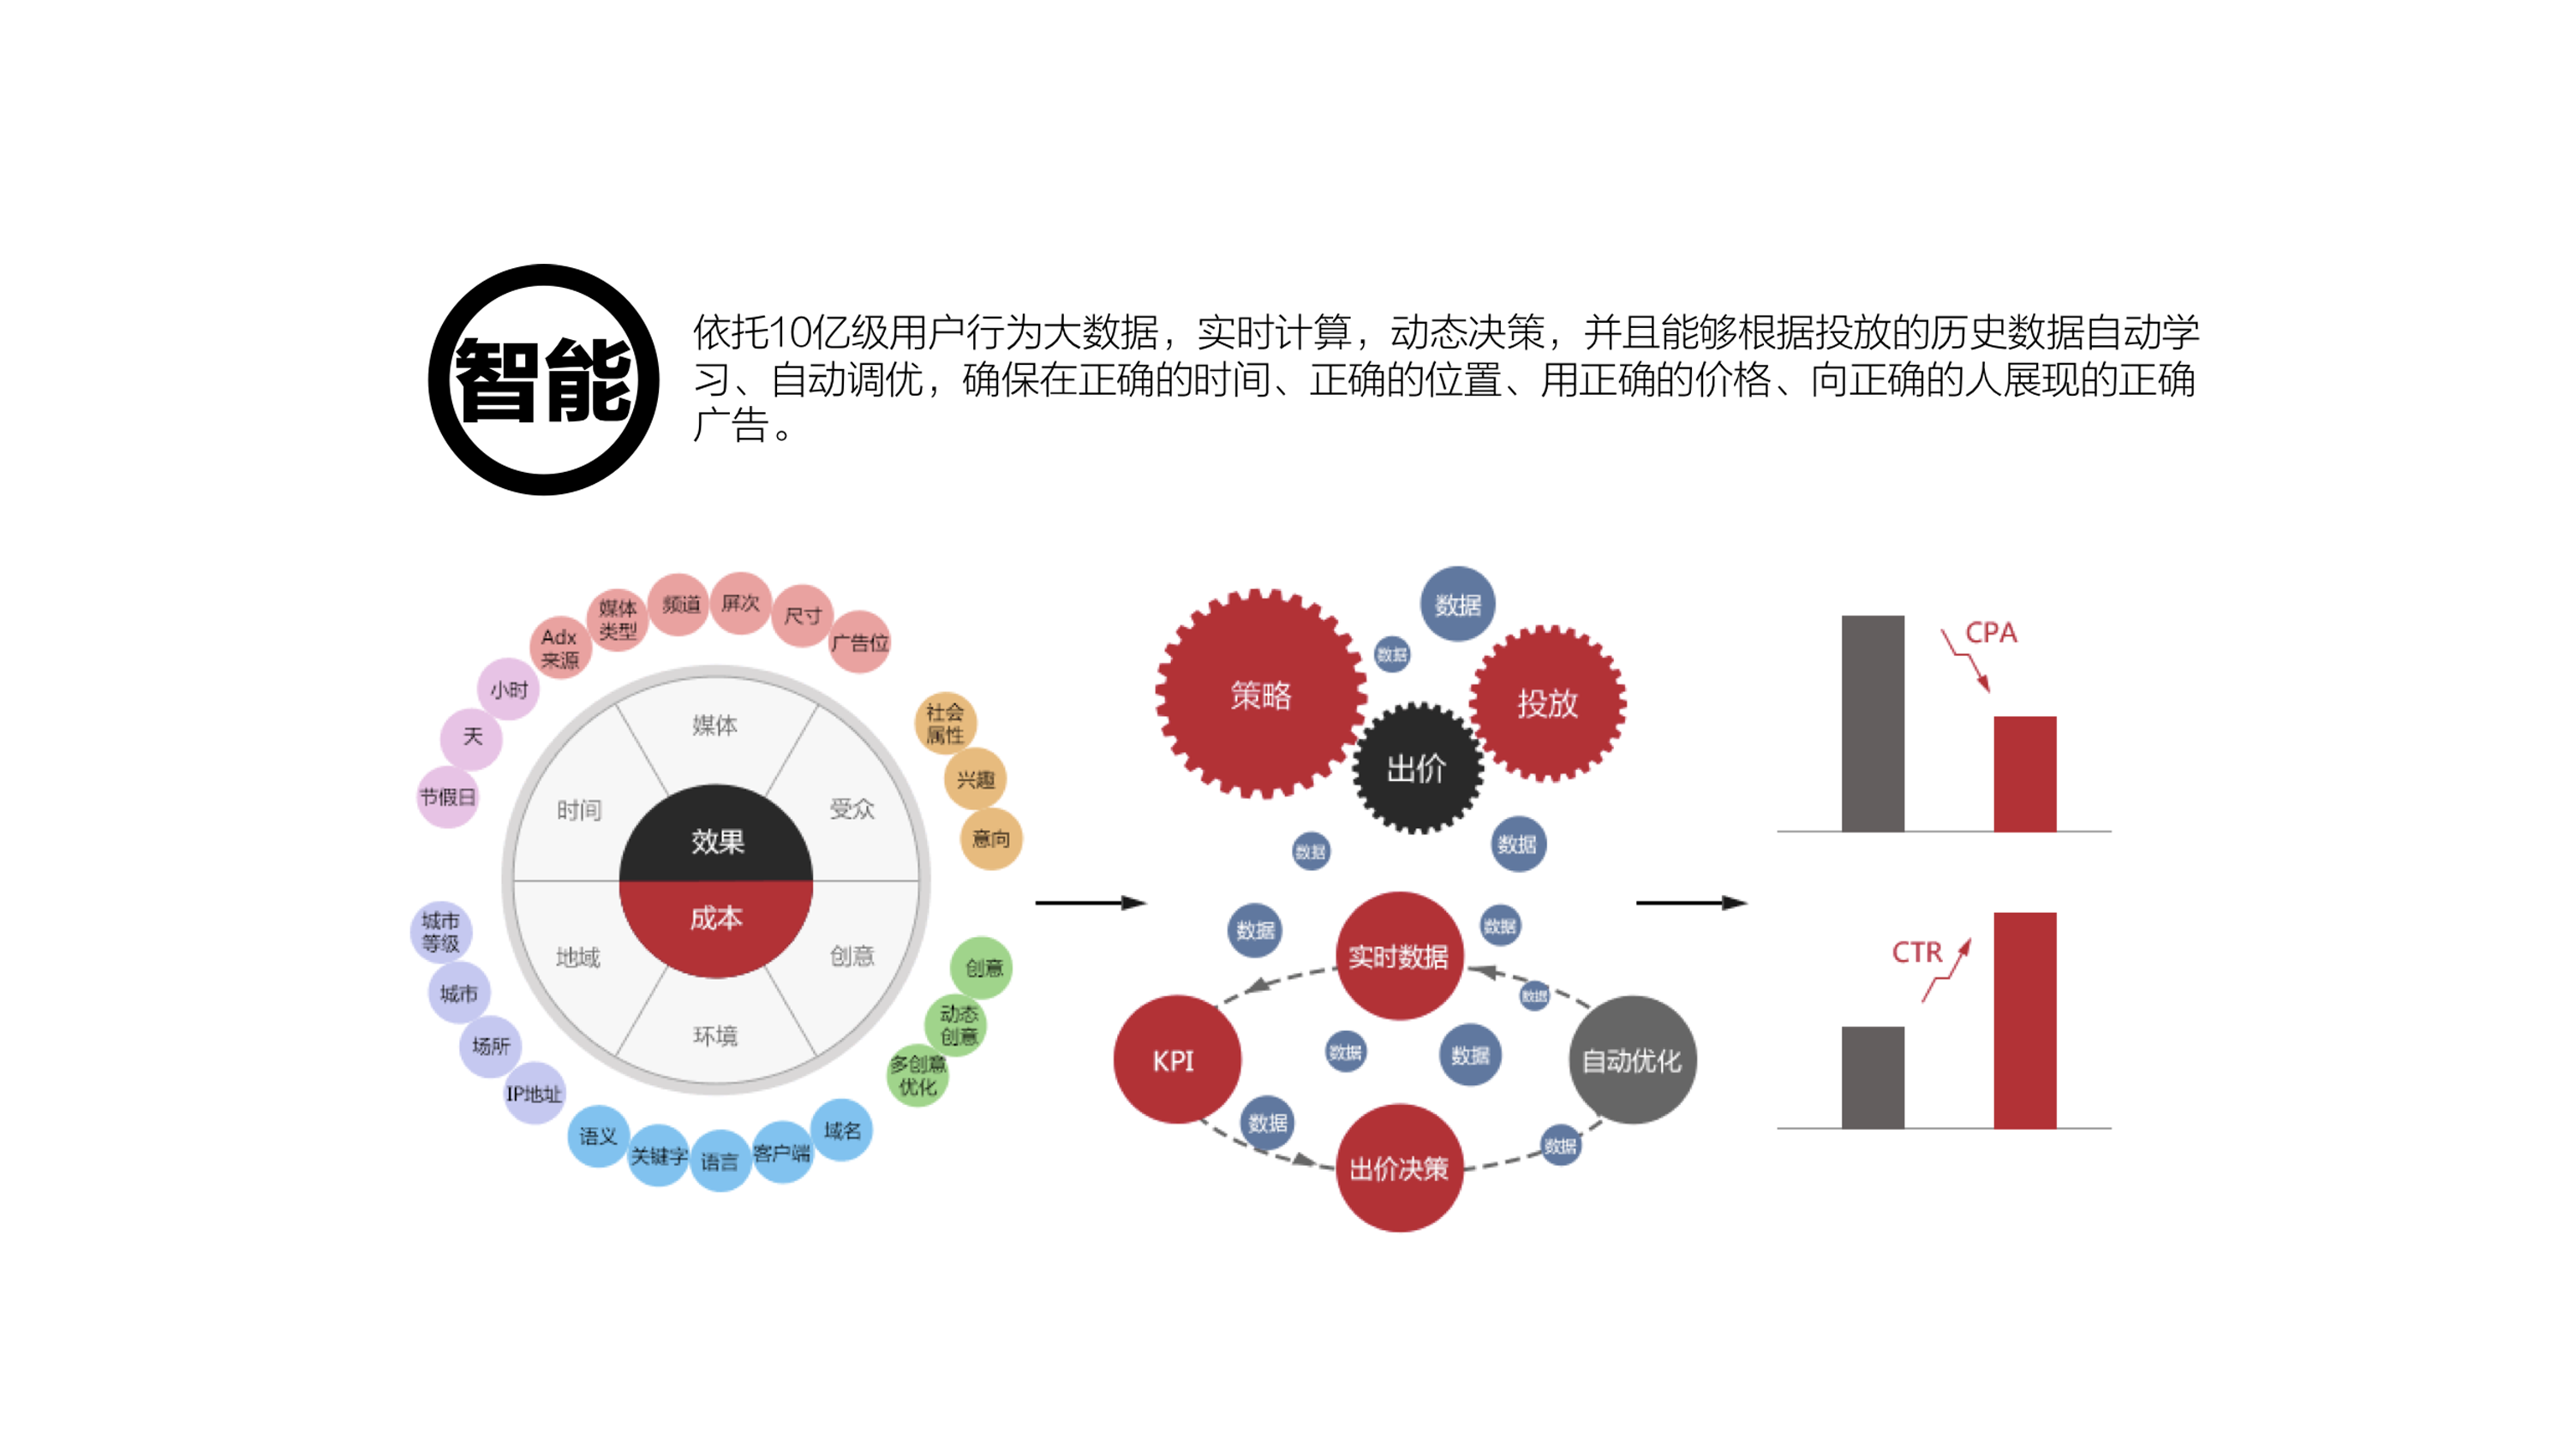 智能
依托10亿级用户行为大数据，实时计算，动态决策，并且能够根据投放的历史数据自动学
习、自动调优，确保在正确的时间、正确的位置、用正确的价格、向正确的人展现的正确
广告。
Adx
来源
媒体
类型
频道
屏次
尺寸
广告位
小时
天
节假日
社会
属性
兴趣
意向
媒体
时间
受众
效果
成本
地域
创意
环境
城市
等级
城市
场所
IP地址
创意
动态
创意
多创意
优化
语义
关键字
语言
客户端
域名
数据
数据
策略
投放
出价
数据
数据
数据
数据
实时数据
数据
KPI
数据
数据
自动优化
数据
数据
出价决策
CPA
CTR